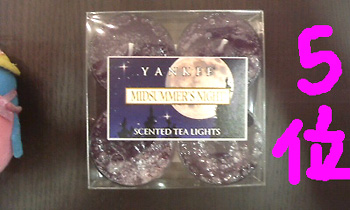 YANKEE
MIDSUMMER'S NIGHT
SCENTED TEA LIGHTS
5
位